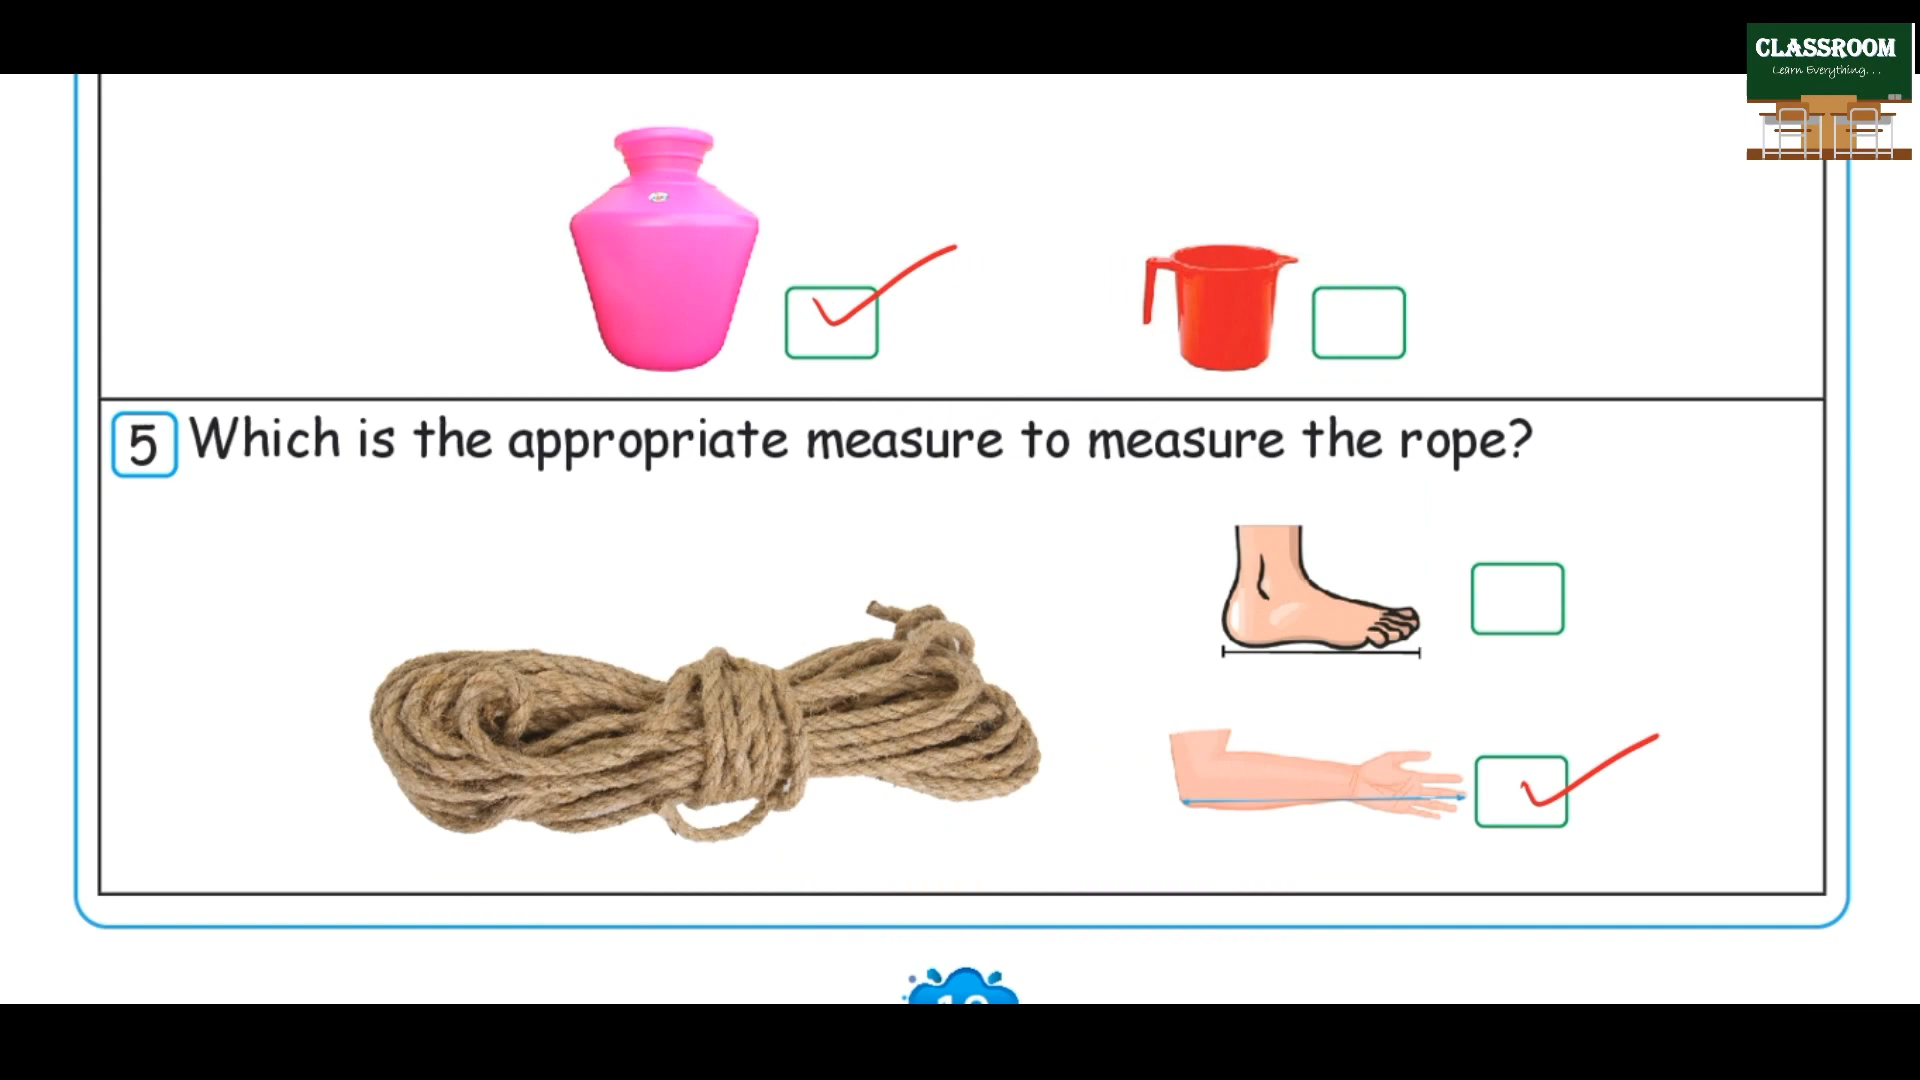 CLASSROOM
Learn Everything...
5 Which is the appropriate measure to measure the rope?